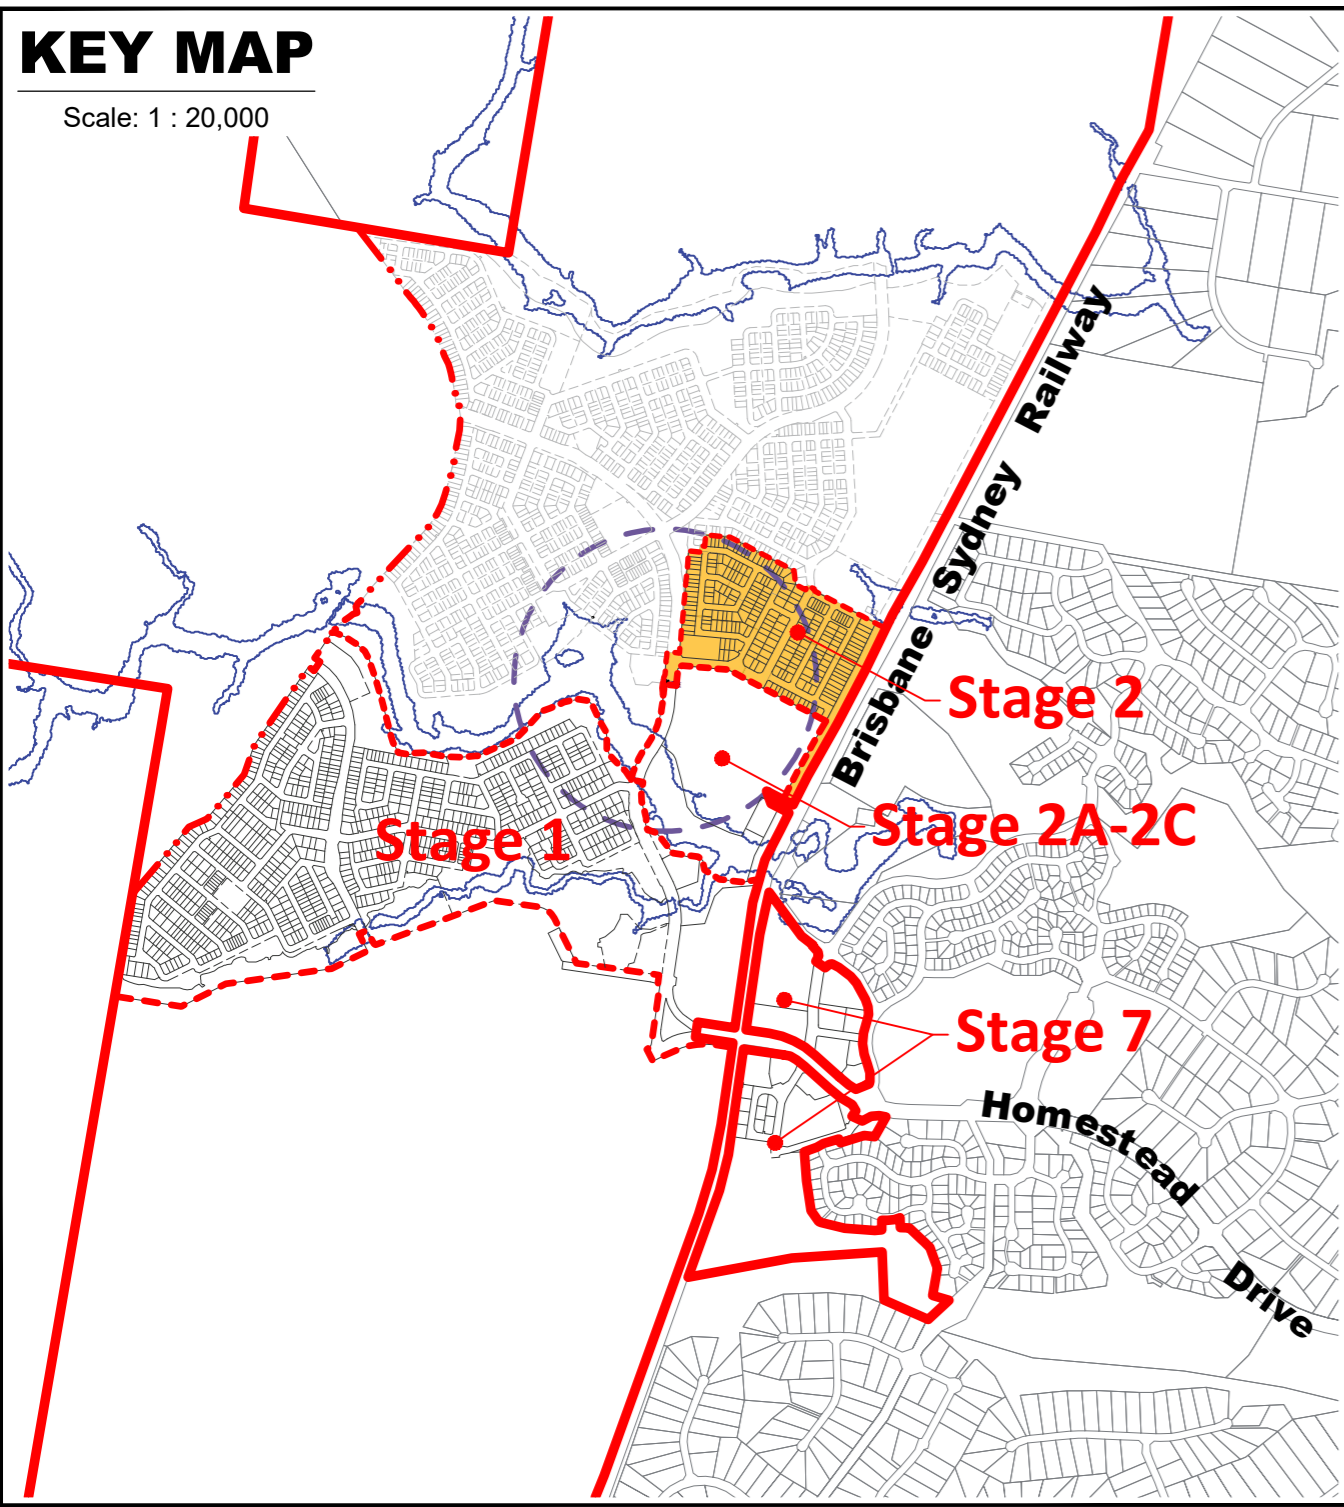 KEY MAP
Scale: 1 : 20,000
Brisbane Sydney Railway
Stage 2
Stage 2A-2C
Stage 1
Stage 7
Homestead Drive